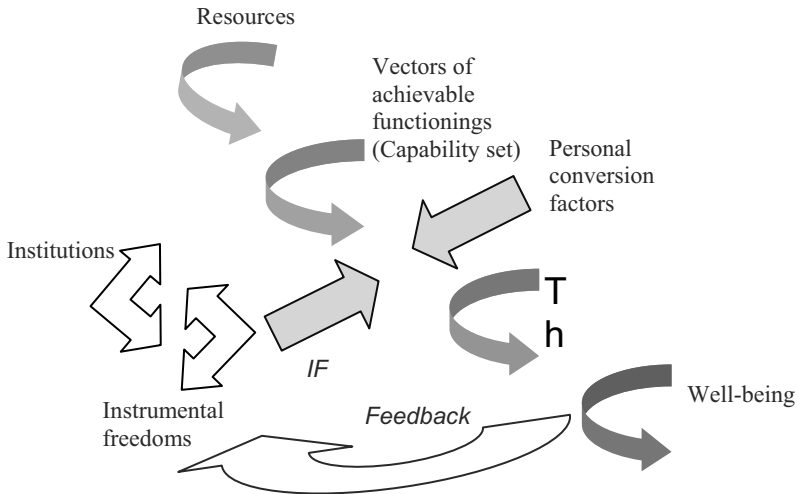 Resources
Vectors of
achievable
functionings
(Capability set)
Personal
conversion
factors
Institutions
T
h
IF
Instrumental
freedoms
Feedback
Well-being